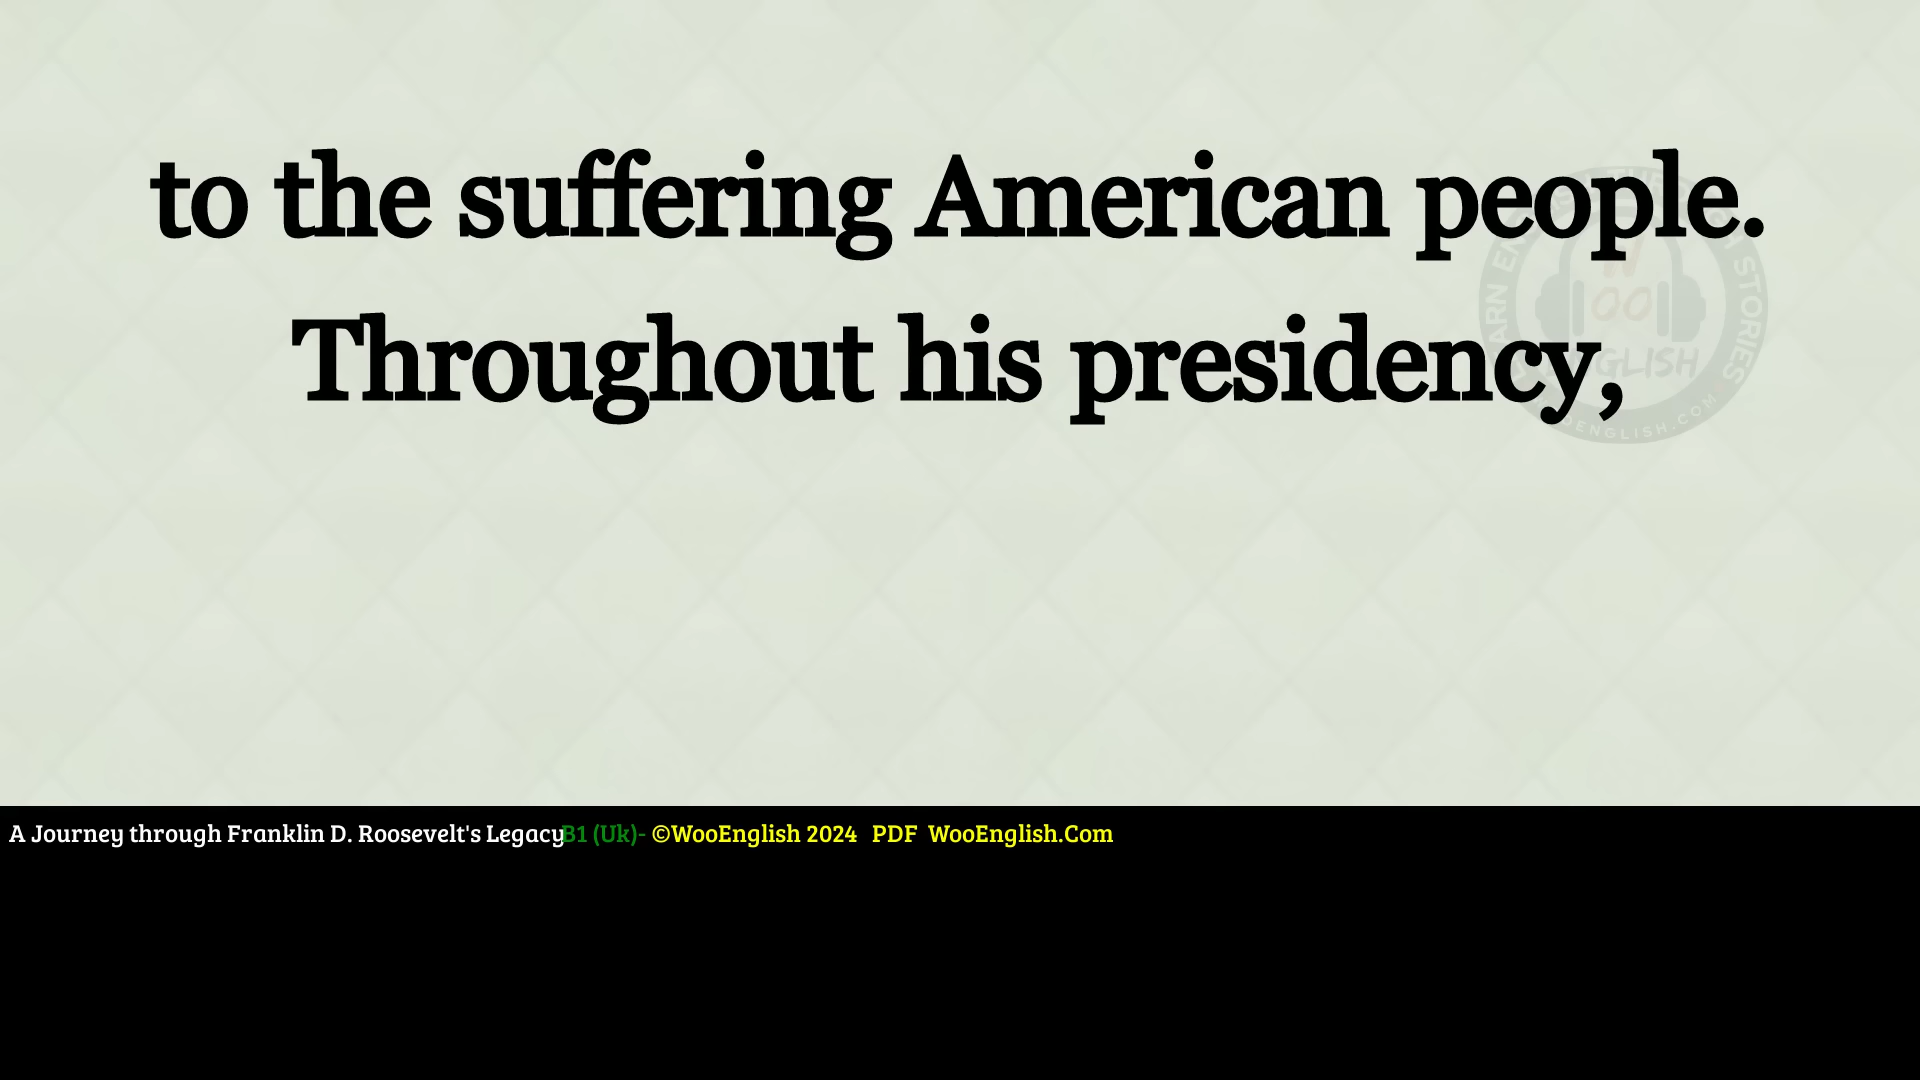 to the suffering American people.
Throughout his presidency,
A Journey through Franklin D. Roosevelt's Legacy B1 (Uk)- ©WooEnglish 2024 PDF WooEnglish.Com